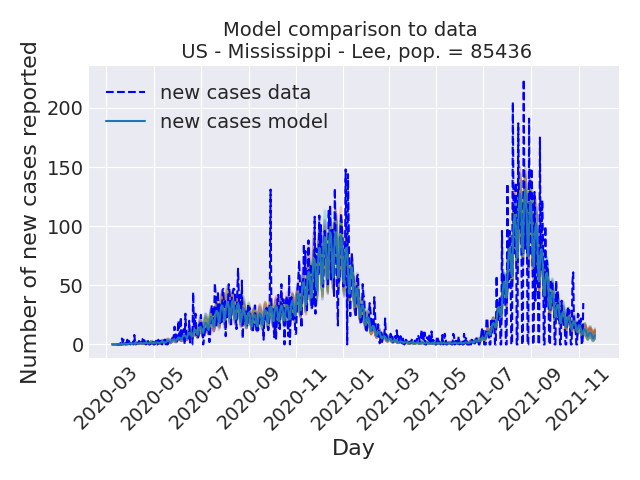 Model comparison to data
US - Mississippi - Lee, pop. = 85436
Number of new cases reported
new cases data
new cases model
200
150
100
50
0
2020-03
2020-05
2020-07
2020-09
2020-11
2021-01
2021-03
2021-05
2021-07
2021-09
2021-11
Day